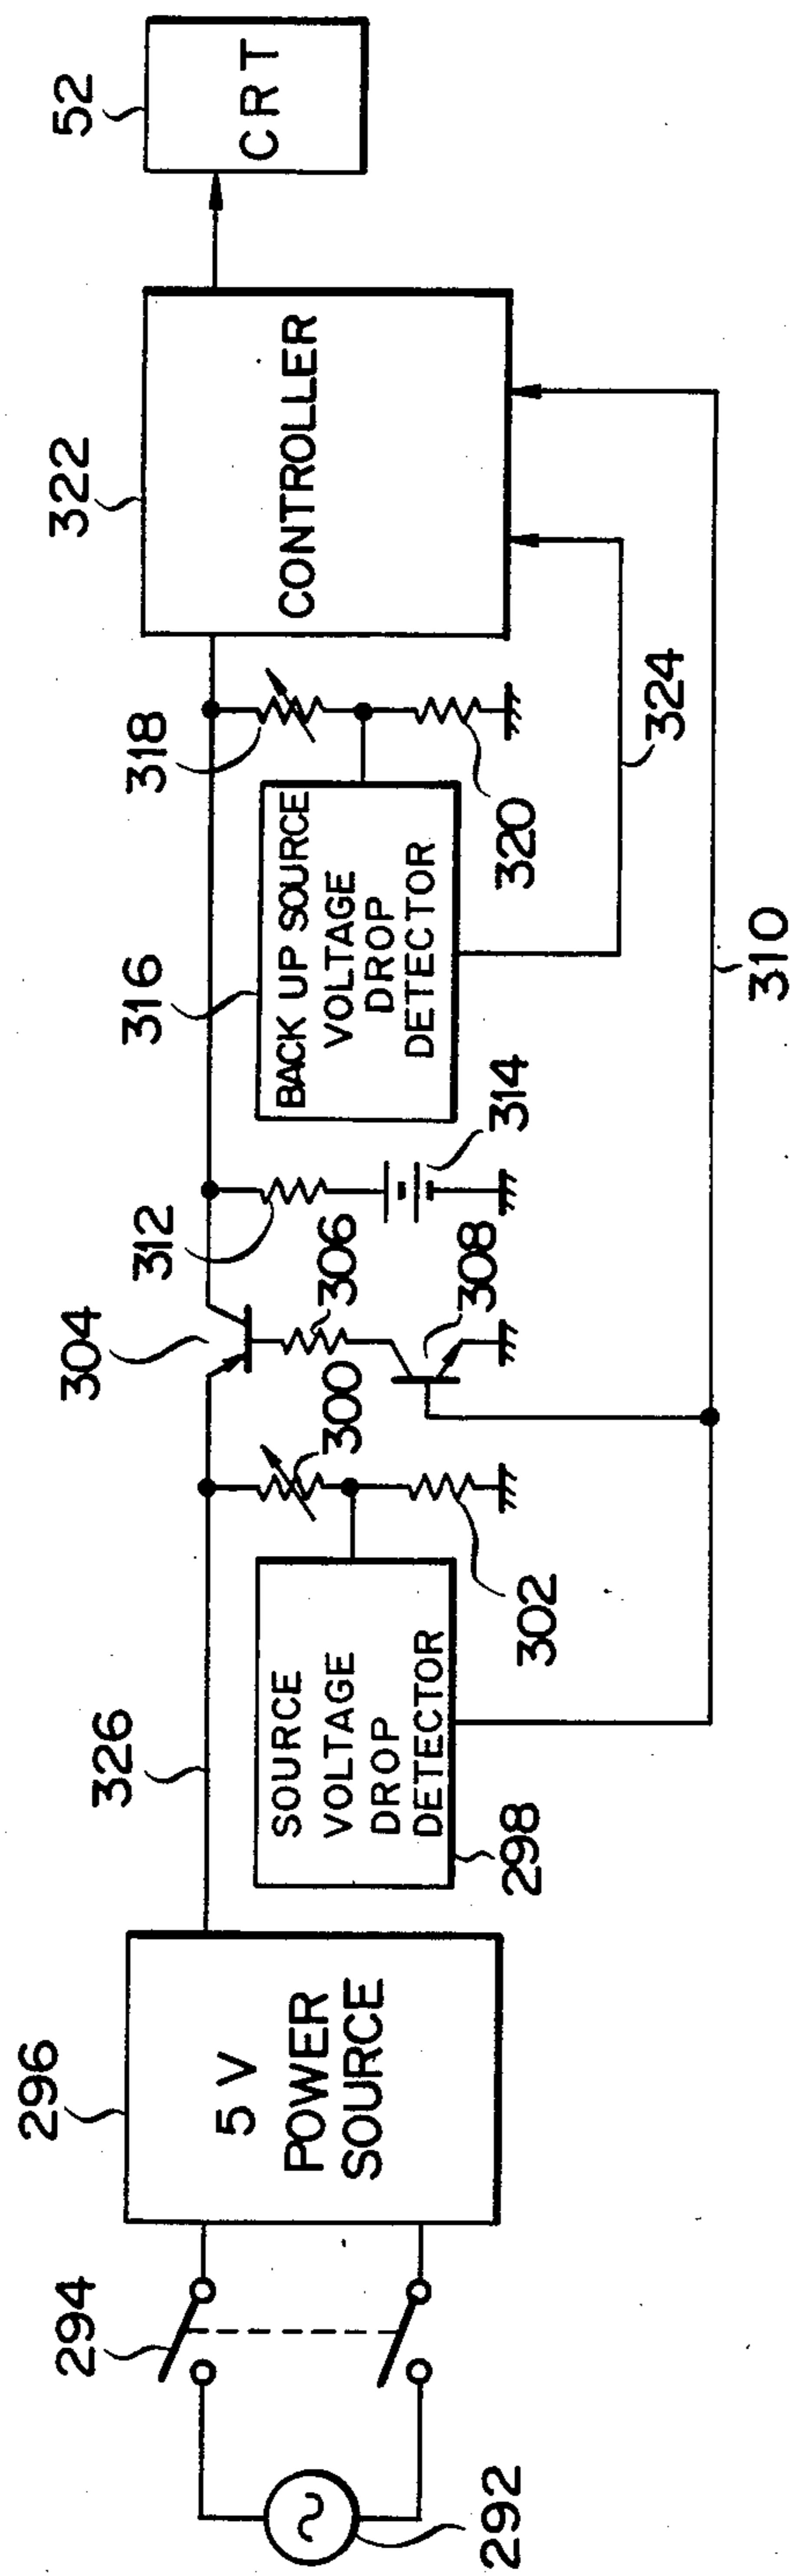 292
294
296
5 V
POWER
SOURCE
326
SOURCE
VOLTAGE
DROP
DETECTOR
298
302
300
304
306
308
312
314
316
BACK UP SOURCE
VOLTAGE
DROP
DETECTOR
318
320
324
310
322
CONTROLLER
52
CRT